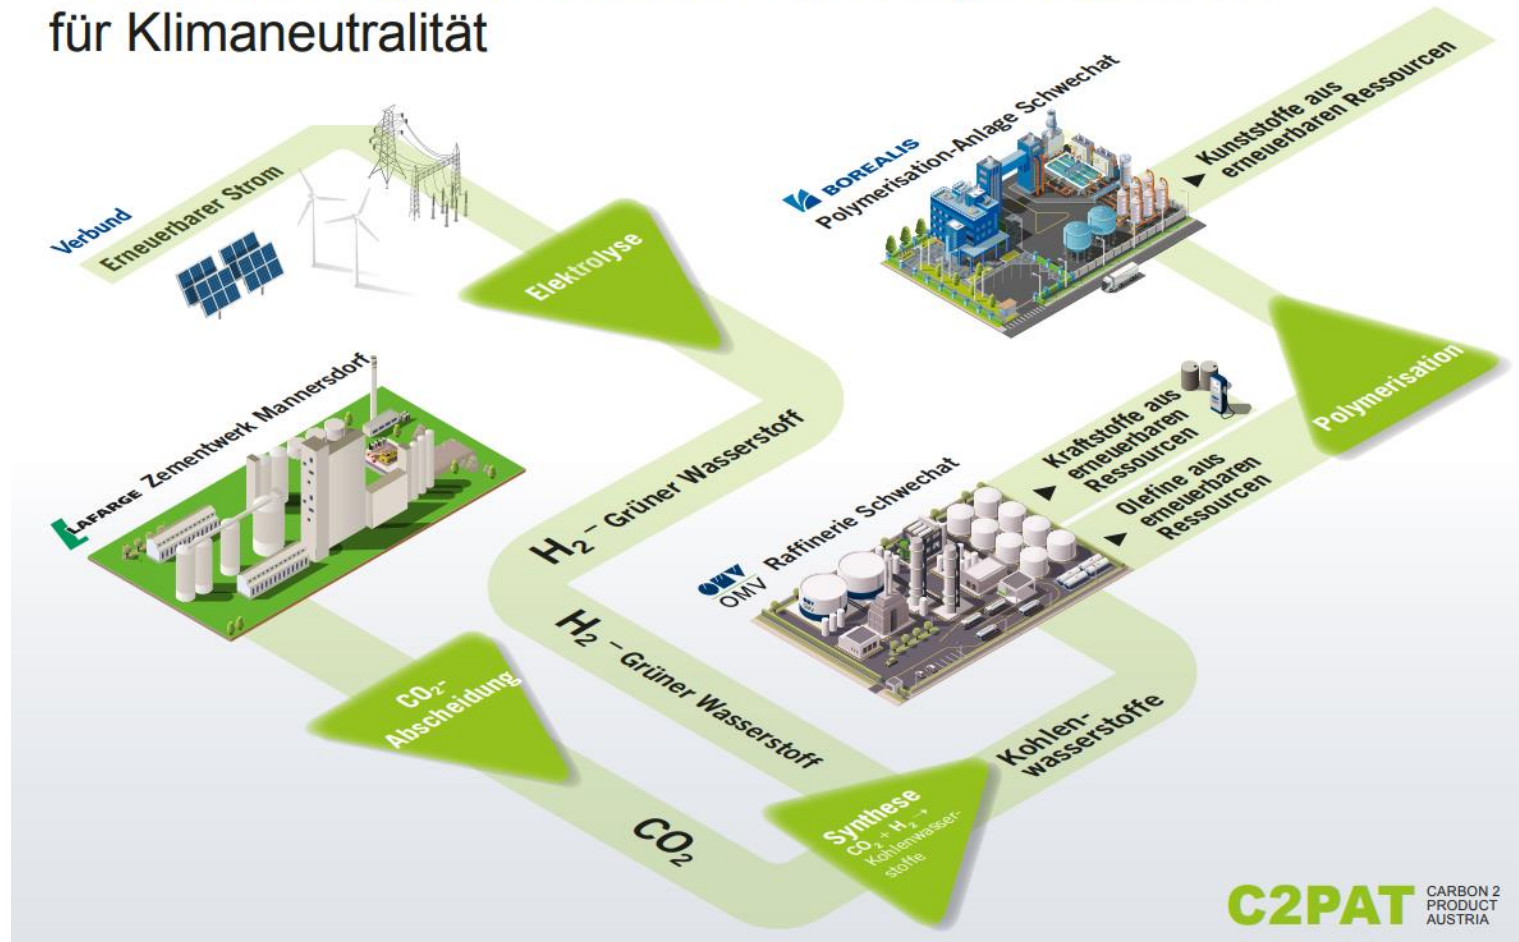 für Klimaneutralität
Verbund
Erneuerbarer Strom
Elektrolyse
BOREALIS
Polymerisation-Anlage Schwechat
Kunststoffe aus
erneuerbaren Ressourcen
Polymerisation
LAFARGE Zementwerk Mannersdorf
H₂ – Grüner Wasserstoff
Kraftstoffe aus
erneuerbaren
Ressourcen
Olefine aus
erneuerbaren
Ressourcen
OMV
OMV Raffinerie Schwechat
H₂ – Grüner Wasserstoff
CO₂-
Abscheidung
CO₂
Synthese
CO₂ + H₂ →
Kohlenwasser-
stoffe
Kohlen-
wasserstoffe
C2PAT
CARBON 2
PRODUCT
AUSTRIA